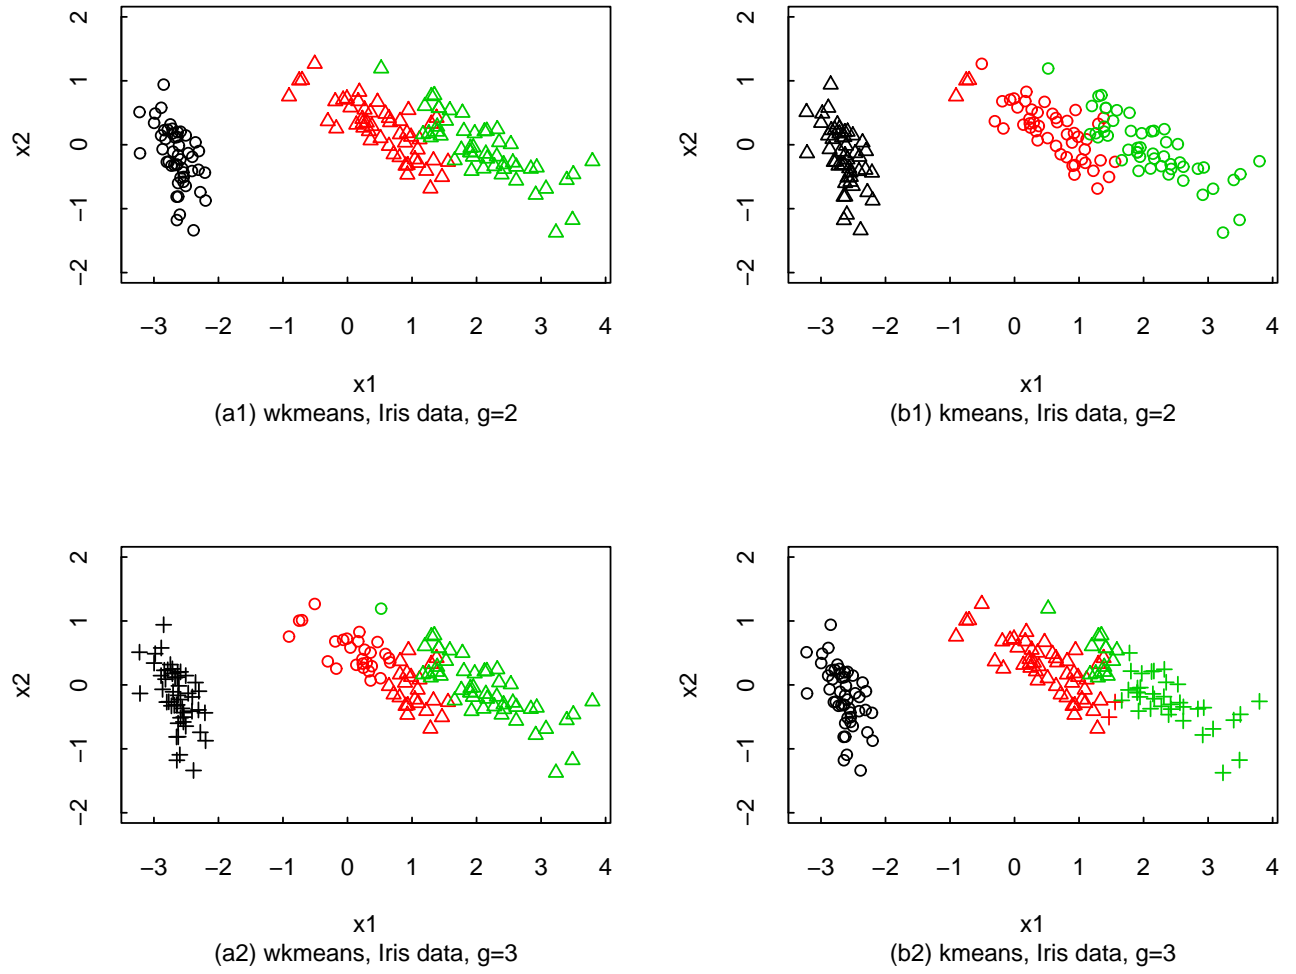 2
1
0
−1
−2
x2
−3 −2 −1 0 1 2 3 4
x1
(a1) wkmeans, Iris data, g=2
2
1
0
−1
−2
x2
−3 −2 −1 0 1 2 3 4
x1
(b1) kmeans, Iris data, g=2
2
1
0
−1
−2
x2
−3 −2 −1 0 1 2 3 4
x1
(a2) wkmeans, Iris data, g=3
2
1
0
−1
−2
x2
−3 −2 −1 0 1 2 3 4
x1
(b2) kmeans, Iris data, g=3